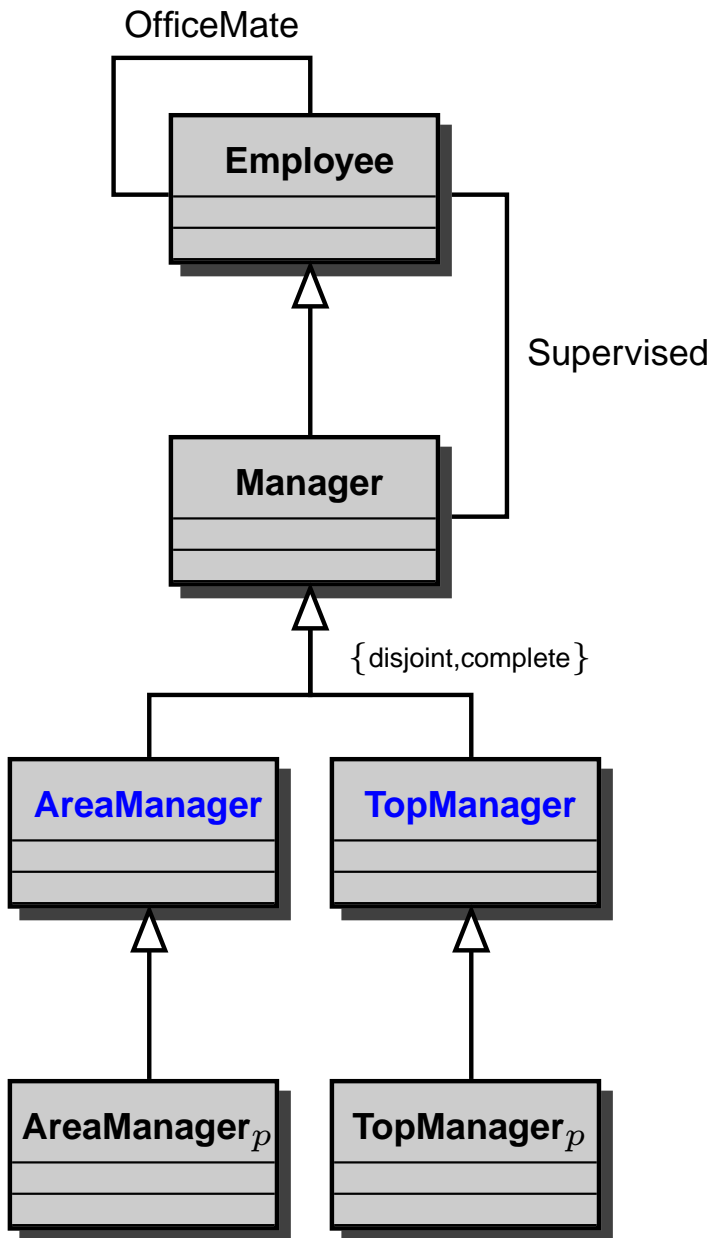 OfficeMate
Employee
Supervised
Manager
{disjoint,complete}
AreaManager
TopManager
AreaManagerₚ
TopManagerₚ